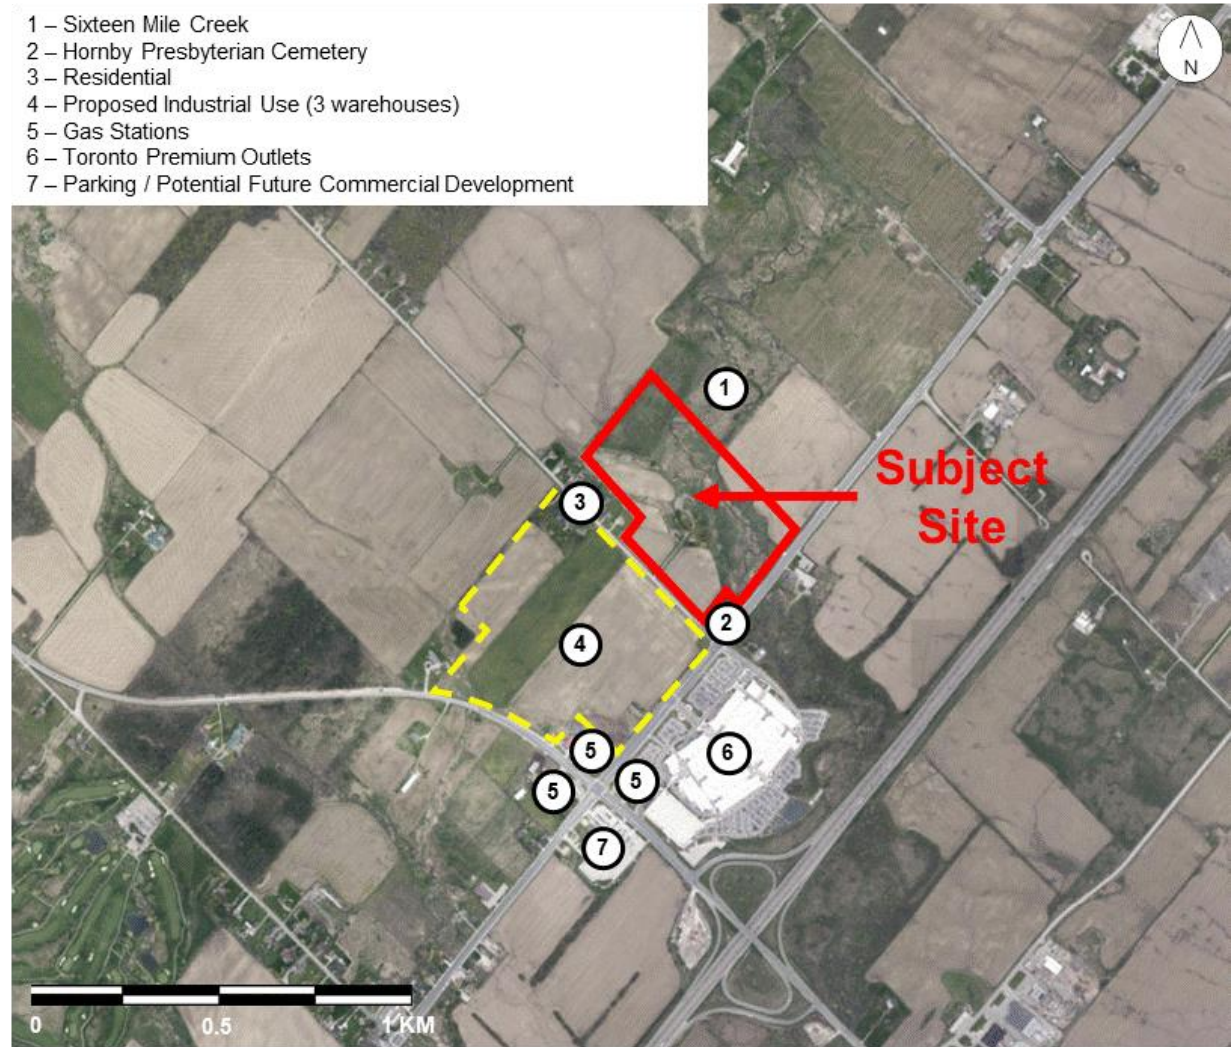 1 – Sixteen Mile Creek
2 – Hornby Presbyterian Cemetery
3 – Residential
4 – Proposed Industrial Use (3 warehouses)
5 – Gas Stations
6 – Toronto Premium Outlets
7 – Parking / Potential Future Commercial Development
N
1
Subject
Site
3
2
4
5
6
5
5
7
0
0.5
1 KM